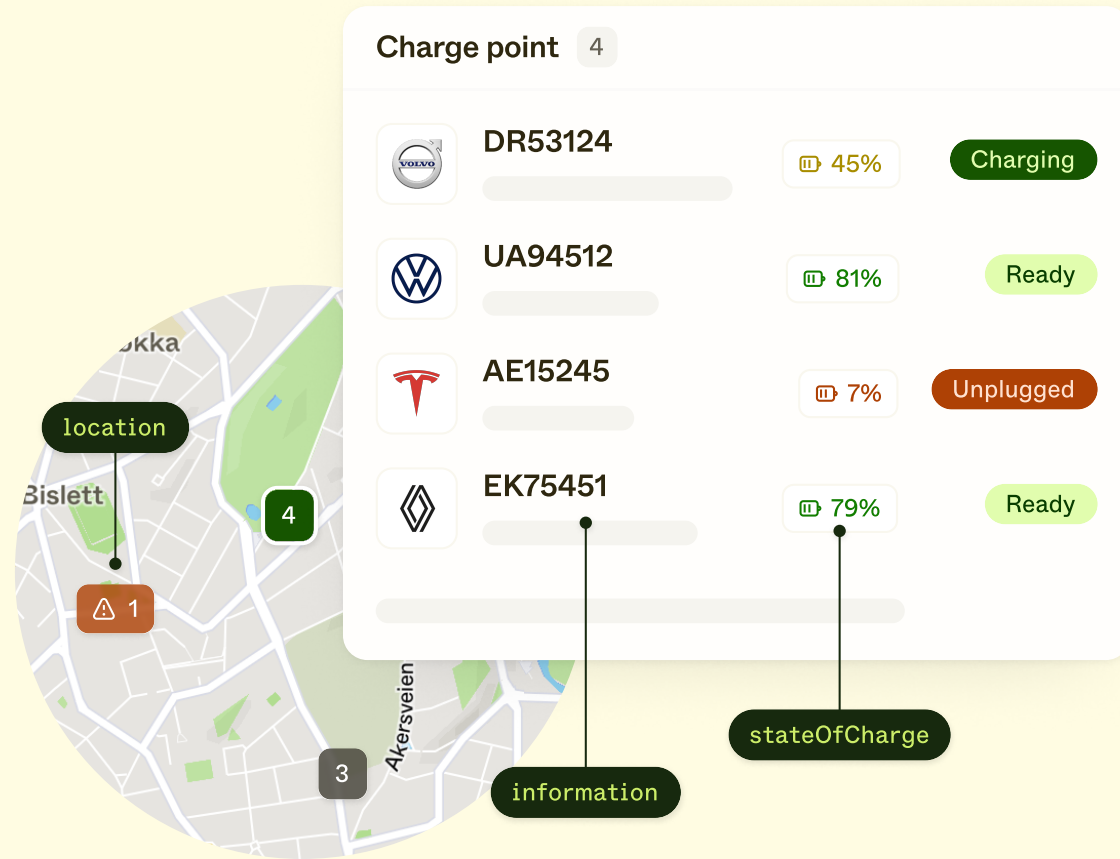 Charge point 4
VOLVO
DR53124
45%
Charging
UA94512
81%
Ready
AE15245
7%
Unplugged
EK75451
79%
Ready
location
Bislett
4
1
3
Akersveien
information
stateOfCharge